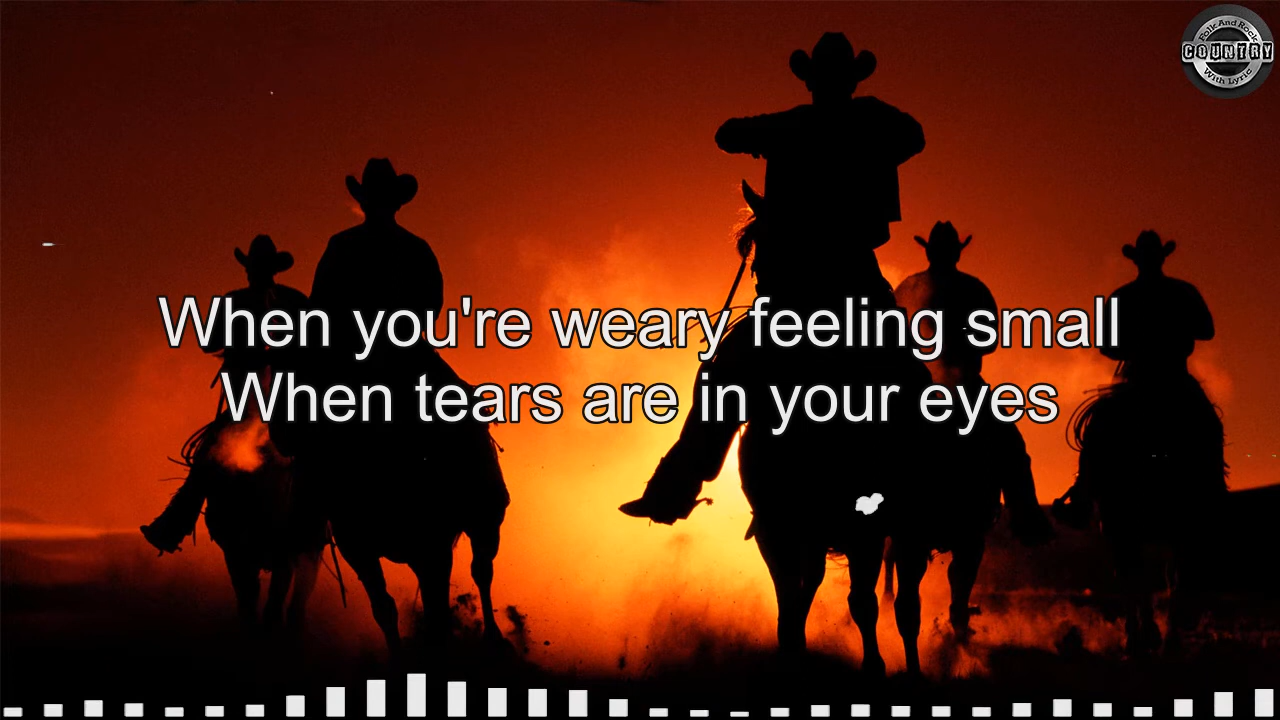 Folk And Rock
COUNTRY
With Lyric
When you're weary feeling small
When tears are in your eyes